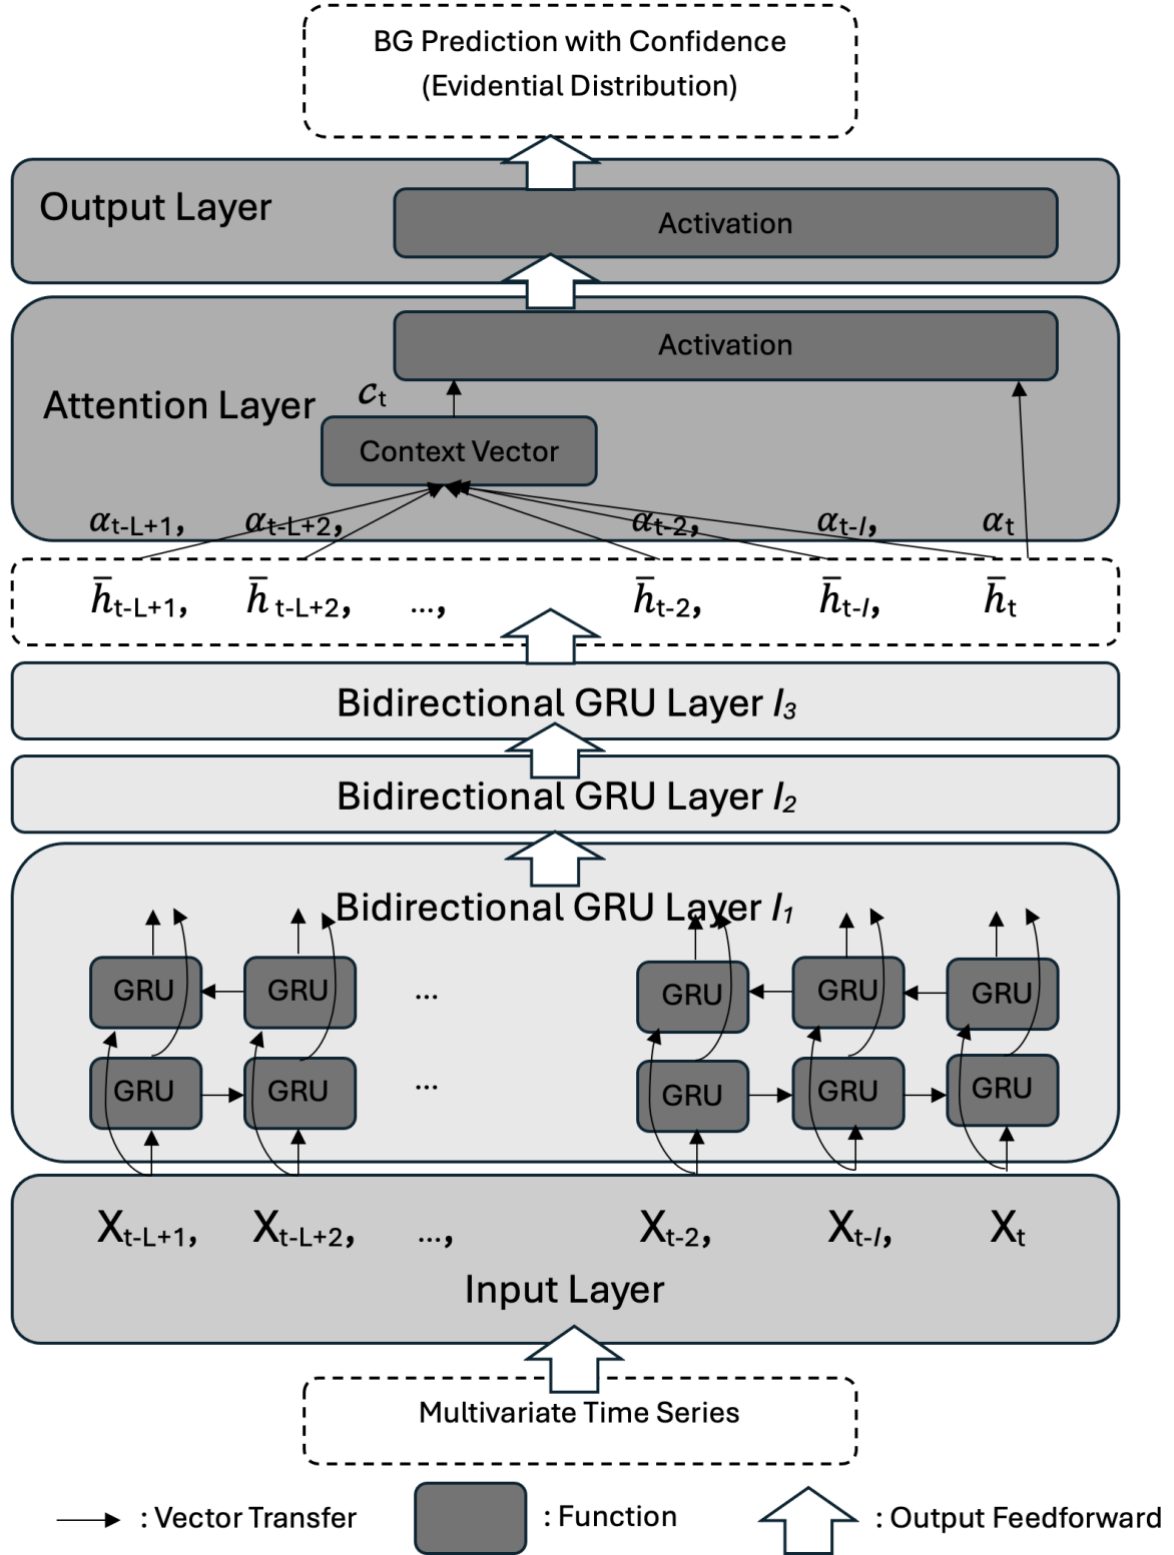 BG Prediction with Confidence
(Evidential Distribution)
Output Layer
Activation
Activation
Attention Layer
𝒄t
Context Vector
αt-L+1, αt-L+2, αt-2, αt-I, αt
h̅t-L+1, h̅ t-L+2, ..., h̅t-2, h̅t-I, h̅t
Bidirectional GRU Layer l3
Bidirectional GRU Layer l2
Bidirectional GRU Layer l1
GRU GRU ... GRU GRU GRU
GRU GRU ... GRU GRU GRU
Xt-L+1, Xt-L+2, ..., Xt-2, Xt-I, Xt
Input Layer
Multivariate Time Series
: Vector Transfer : Function : Output Feedforward